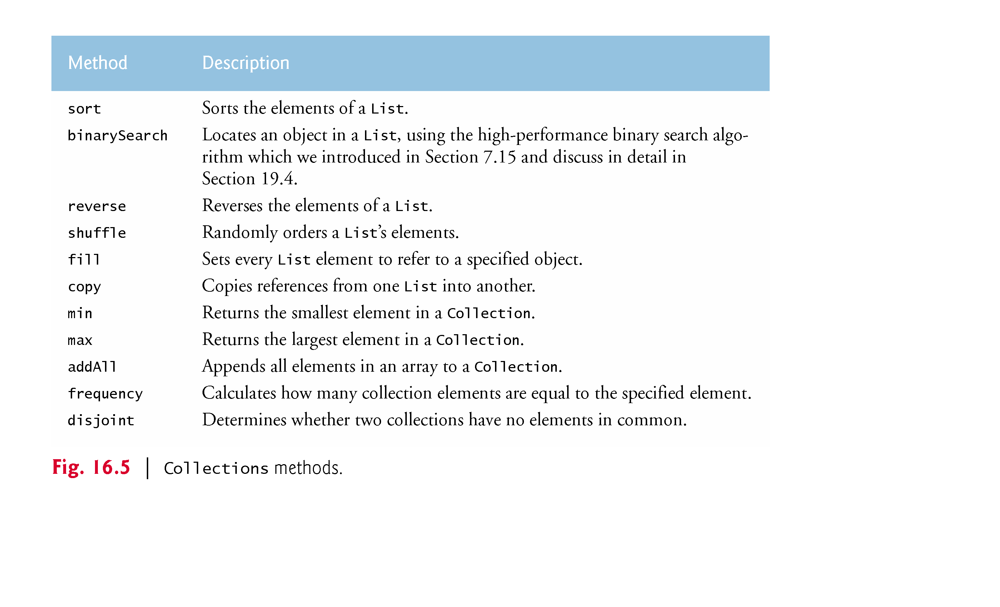 Method Description
sort Sorts the elements of a List.
binarySearch Locates an object in a List, using the high-performance binary search algo-
rithm which we introduced in Section 7.15 and discuss in detail in
Section 19.4.
reverse Reverses the elements of a List.
shuffle Randomly orders a List’s elements.
fill Sets every List element to refer to a specified object.
copy Copies references from one List into another.
min Returns the smallest element in a Collection.
max Returns the largest element in a Collection.
addAll Appends all elements in an array to a Collection.
frequency Calculates how many collection elements are equal to the specified element.
disjoint Determines whether two collections have no elements in common.
Fig. 16.5 | Collections methods.